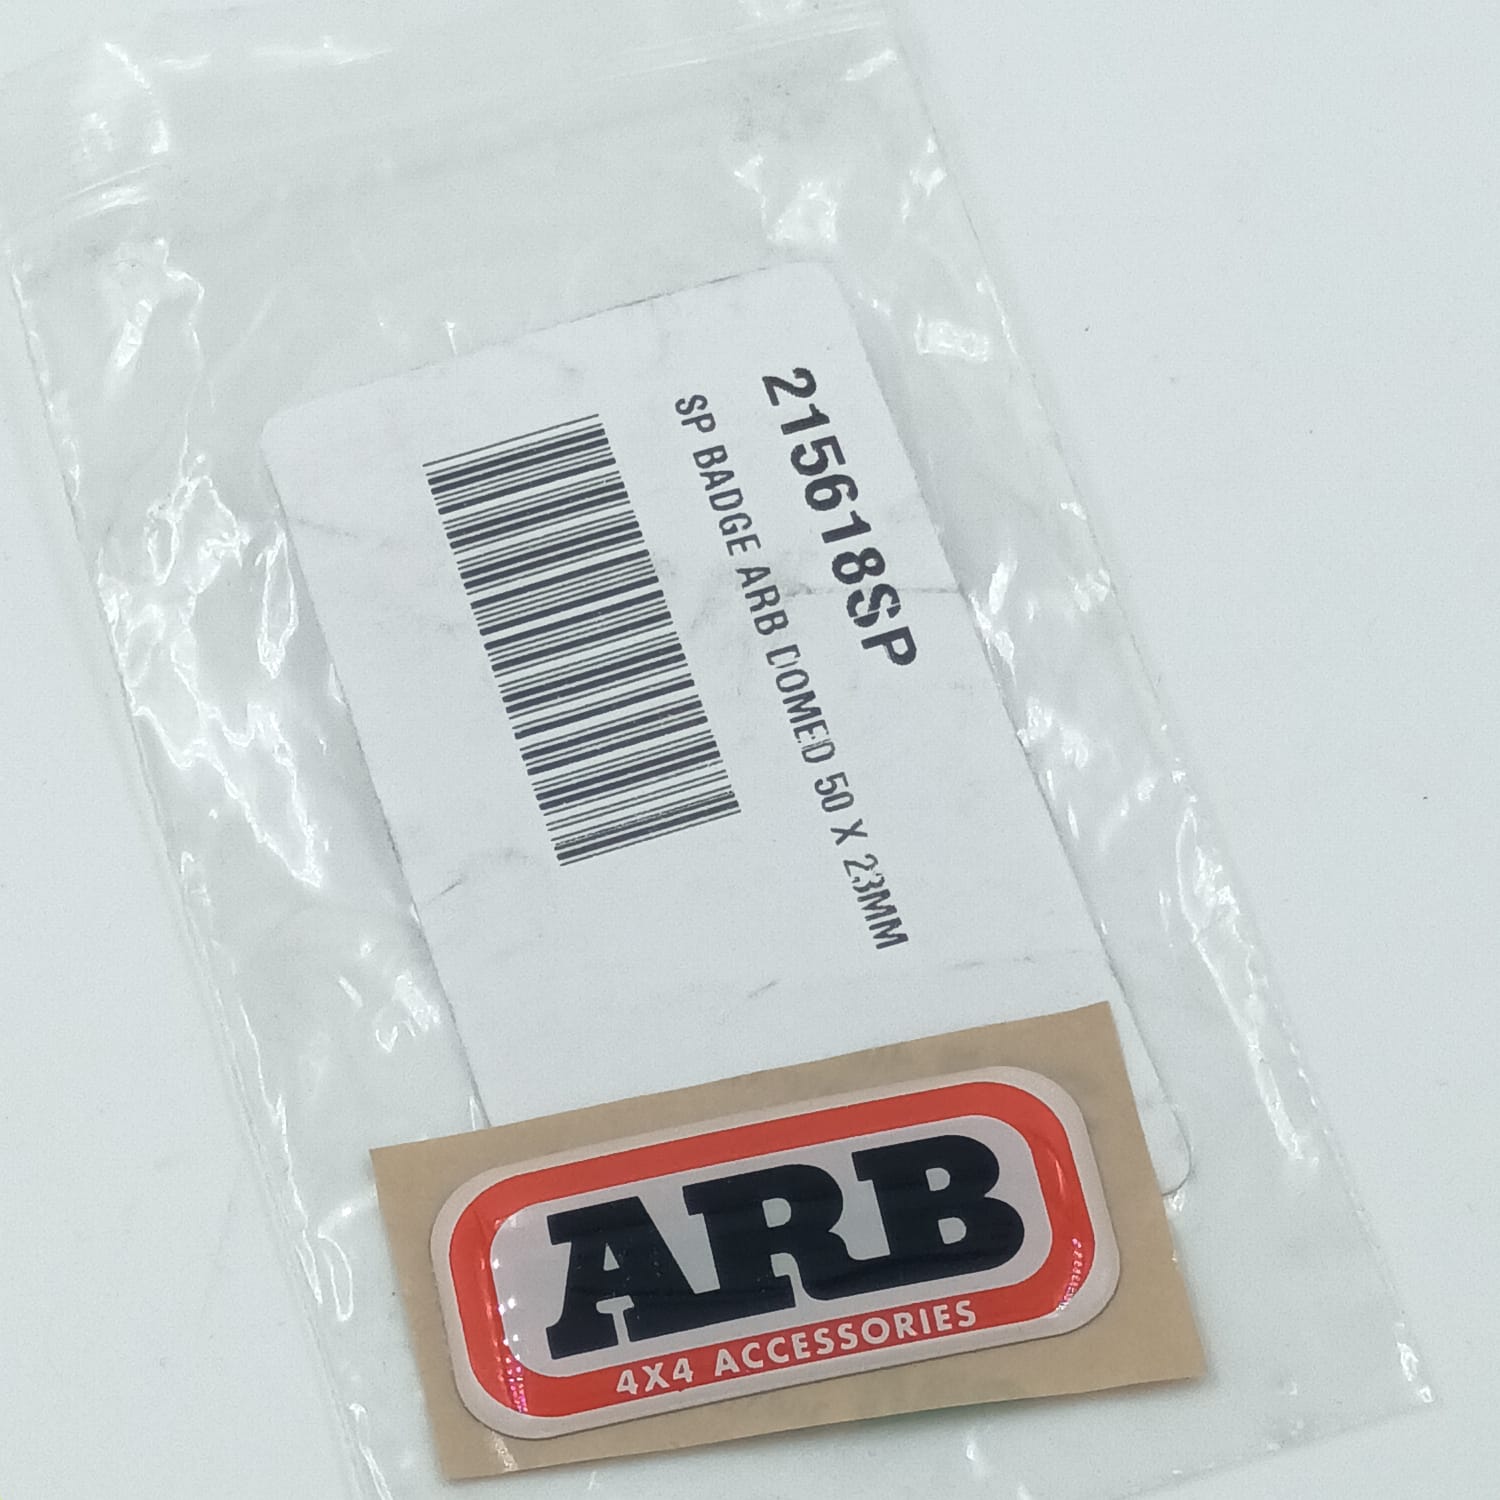 215618SP
SP BADGE ARB DOMED 50 X 23MM
ARB
4X4 ACCESSORIES